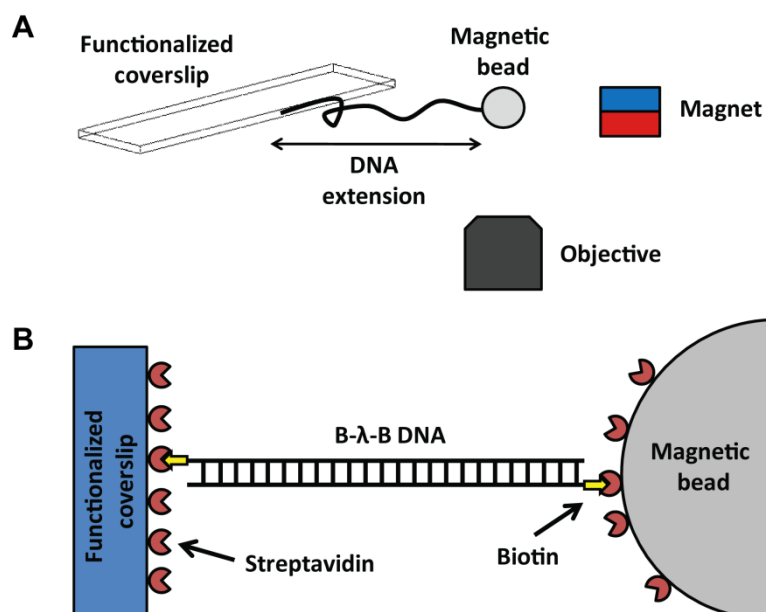 A
Functionalized
coverslip
Magnetic
bead
Magnet
DNA
extension
Objective
B
Functionalized
coverslip
B-λ-B DNA
Magnetic
bead
Streptavidin
Biotin